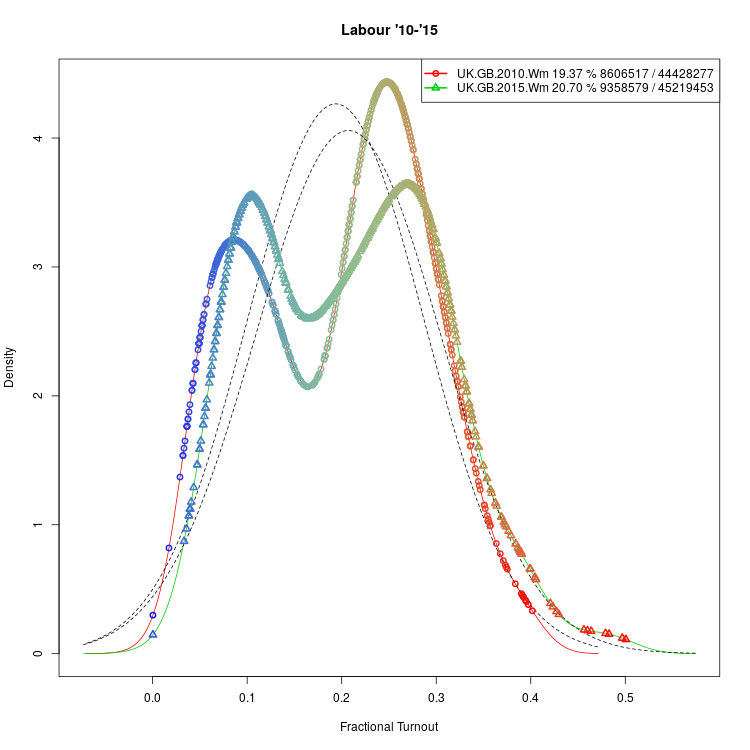 Labour '10-'15
UK.GB.2010.Wm 19.37 % 8606517 / 44428277
UK.GB.2015.Wm 20.70 % 9358579 / 45219453
Density
4
3
2
1
0
0.0 0.1 0.2 0.3 0.4 0.5
Fractional Turnout